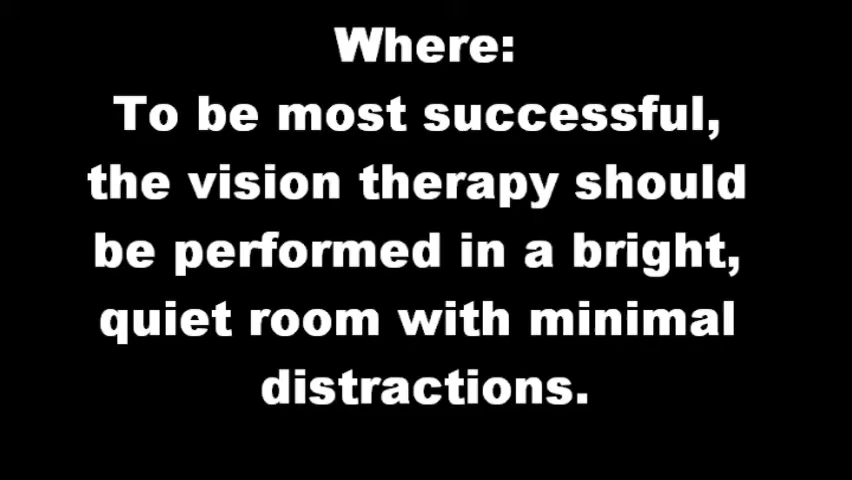 Where:
To be most successful,
the vision therapy should
be performed in a bright,
quiet room with minimal
distractions.